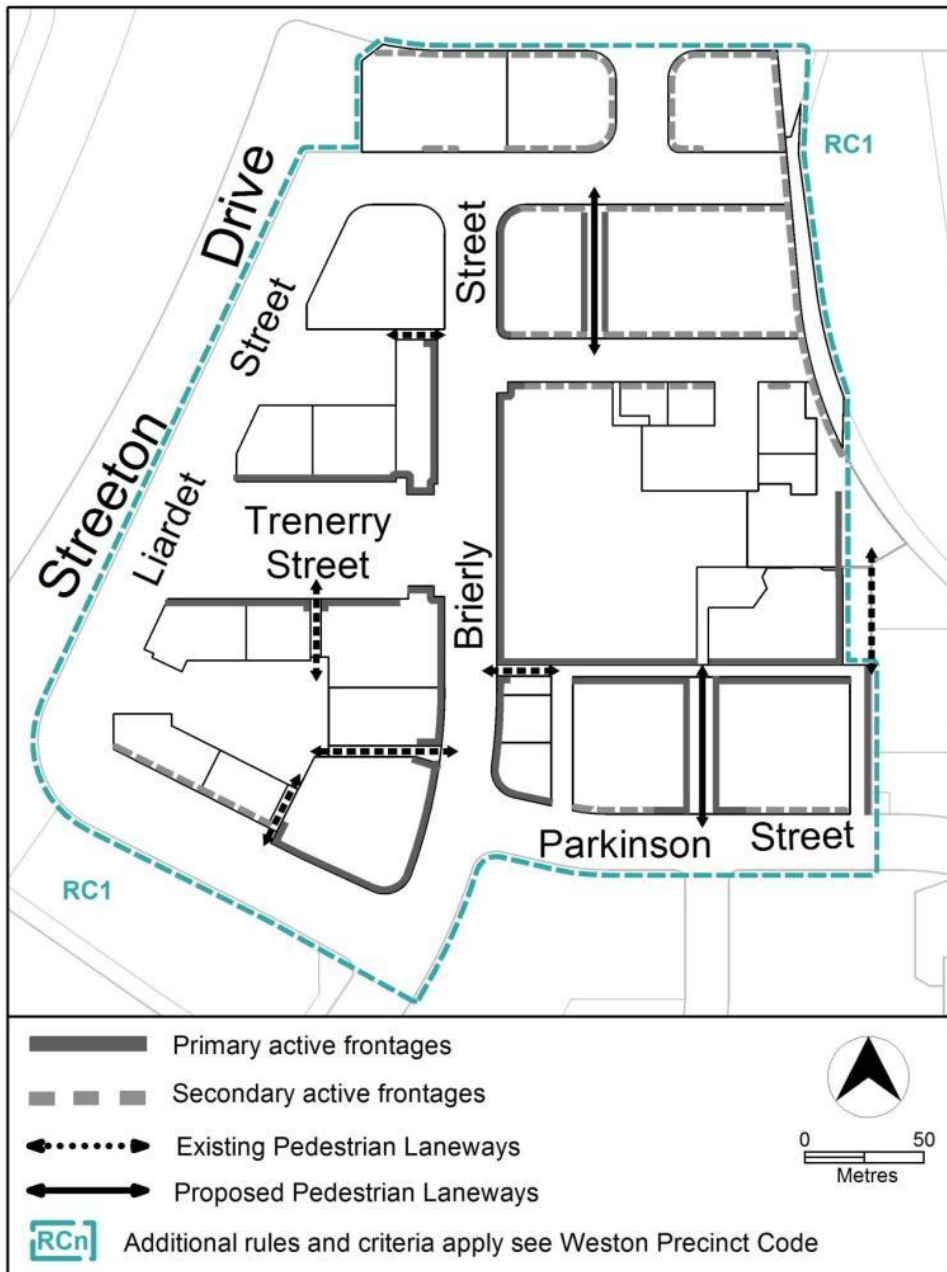 RC1
Drive
Street
Street
Streeton
Liardet
Trenerry
Street
Brierly
Parkinson Street
RC1
Primary active frontages
Secondary active frontages
Existing Pedestrian Laneways
Proposed Pedestrian Laneways
0 50
Metres
RCn Additional rules and criteria apply see Weston Precinct Code